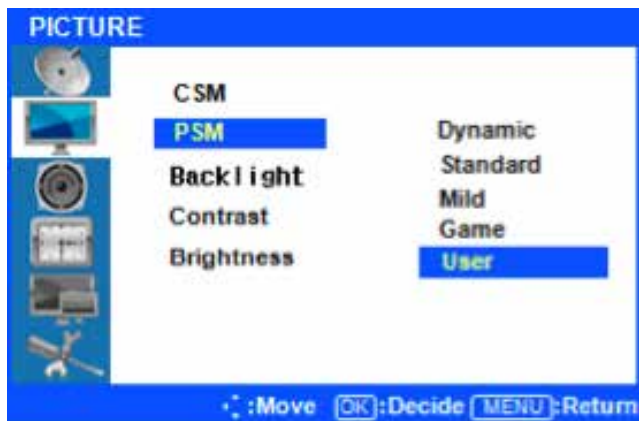 PICTURE
CSM
PSM
Backlight
Contrast
Brightness
Dynamic
Standard
Mild
Game
User
:Move OK:Decide MENU:Return